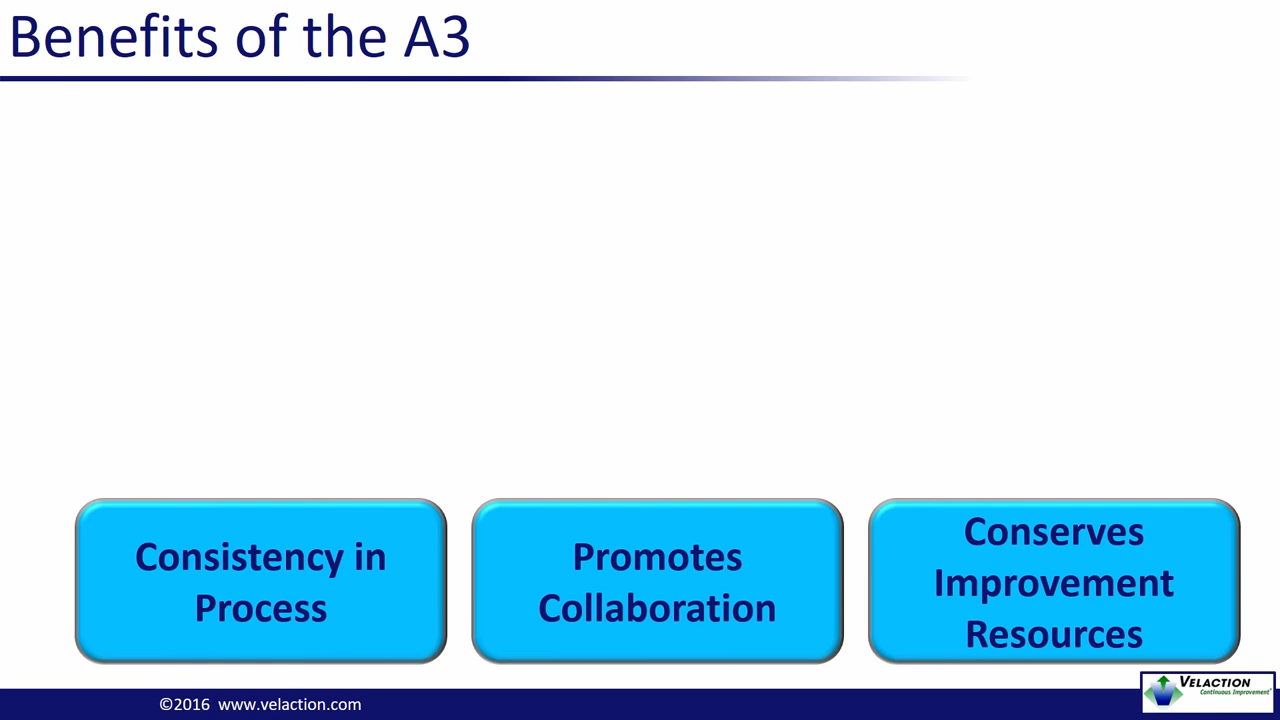 Benefits of the A3
Consistency in
Process
Promotes
Collaboration
Conserves
Improvement
Resources
©2016 www.velaction.com
VELACTION
Continuous Improvement®